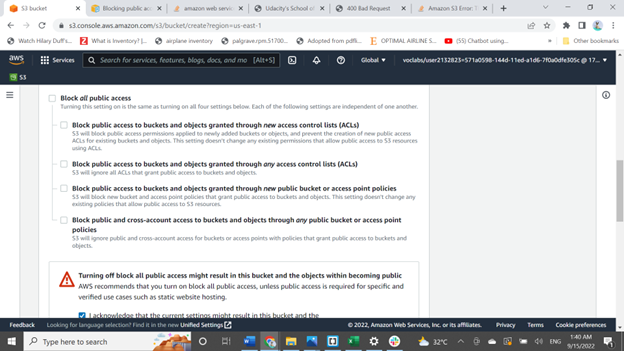 S3 bucket
Blocking public ac
amazon web servic
Udacity's School of
400 Bad Request
Amazon S3 Error: T
s3.console.aws.amazon.com/s3/bucket/create?region=us-east-1
Watch Hilary Duff's...
What is Inventory? |...
airplane inventory
palgrave.rpm.51700...
Adopted from pdfli...
OPTIMAL AIRLINE S...
(55) Chatbot using...
Other bookmarks
aws
Services
Search for services, features, blogs, docs, and mo
[Alt+S]
Global
voclabs/user2132823=571a0598-144d-11ed-a1d6-7f0a0dfe305c @ 17...
S3
Block all public access
Turning this setting on is the same as turning on all four settings below. Each of the following settings are independent of one another.
Block public access to buckets and objects granted through new access control lists (ACLs)
S3 will block public access permissions applied to newly added buckets or objects, and prevent the creation of new public access
ACLs for existing buckets and objects. This setting doesn't change any existing permissions that allow public access to S3 resources
using ACLs.
Block public access to buckets and objects granted through any access control lists (ACLs)
S3 will ignore all ACLs that grant public access to buckets and objects.
Block public access to buckets and objects granted through new public bucket or access point policies
S3 will block new bucket and access point policies that grant public access to buckets and objects. This setting doesn't change any
existing policies that allow public access to S3 resources.
Block public and cross-account access to buckets and objects through any public bucket or access point
policies
S3 will ignore public and cross-account access for buckets or access points with policies that grant public access to buckets and
objects.
Turning off block all public access might result in this bucket and the objects within becoming public
AWS recommends that you turn on block all public access, unless public access is required for specific and
verified use cases such as static website hosting.
I acknowledge that the current settings might result in this bucket and the
Feedback
Looking for language selection? Find it in the new Unified Settings
© 2022, Amazon Web Services, Inc. or its affiliates.
Privacy
Terms
Cookie preferences
Type here to search
32°C
ENG
1:40 AM
9/15/2022